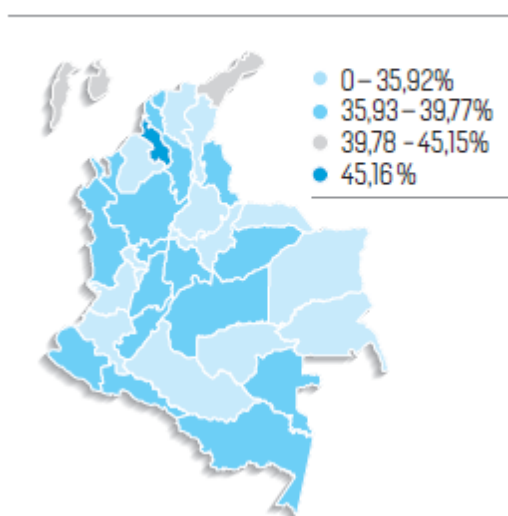 0 – 35,92%
35,93 – 39,77%
39,78 – 45,15%
45,16 %